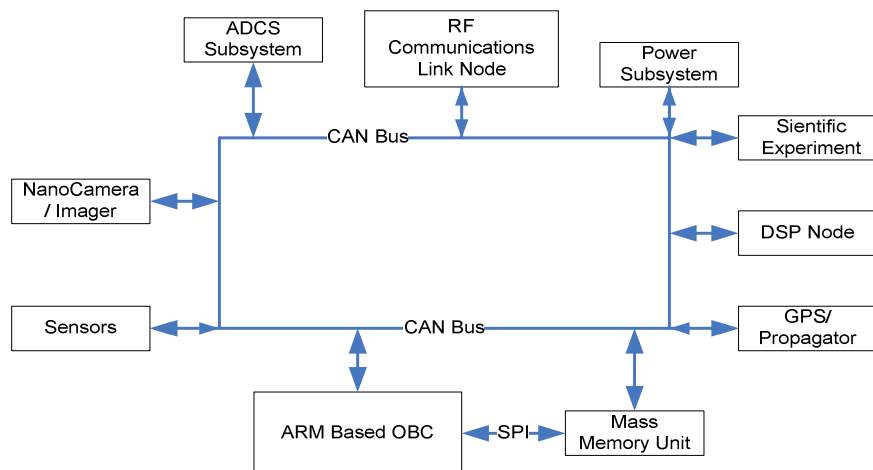 ADCS
Subsystem
RF
Communications
Link Node
Power
Subsystem
CAN Bus
Sientific
Experiment
NanoCamera
/ Imager
DSP Node
Sensors
CAN Bus
GPS/
Propagator
ARM Based OBC
SPI
Mass
Memory Unit